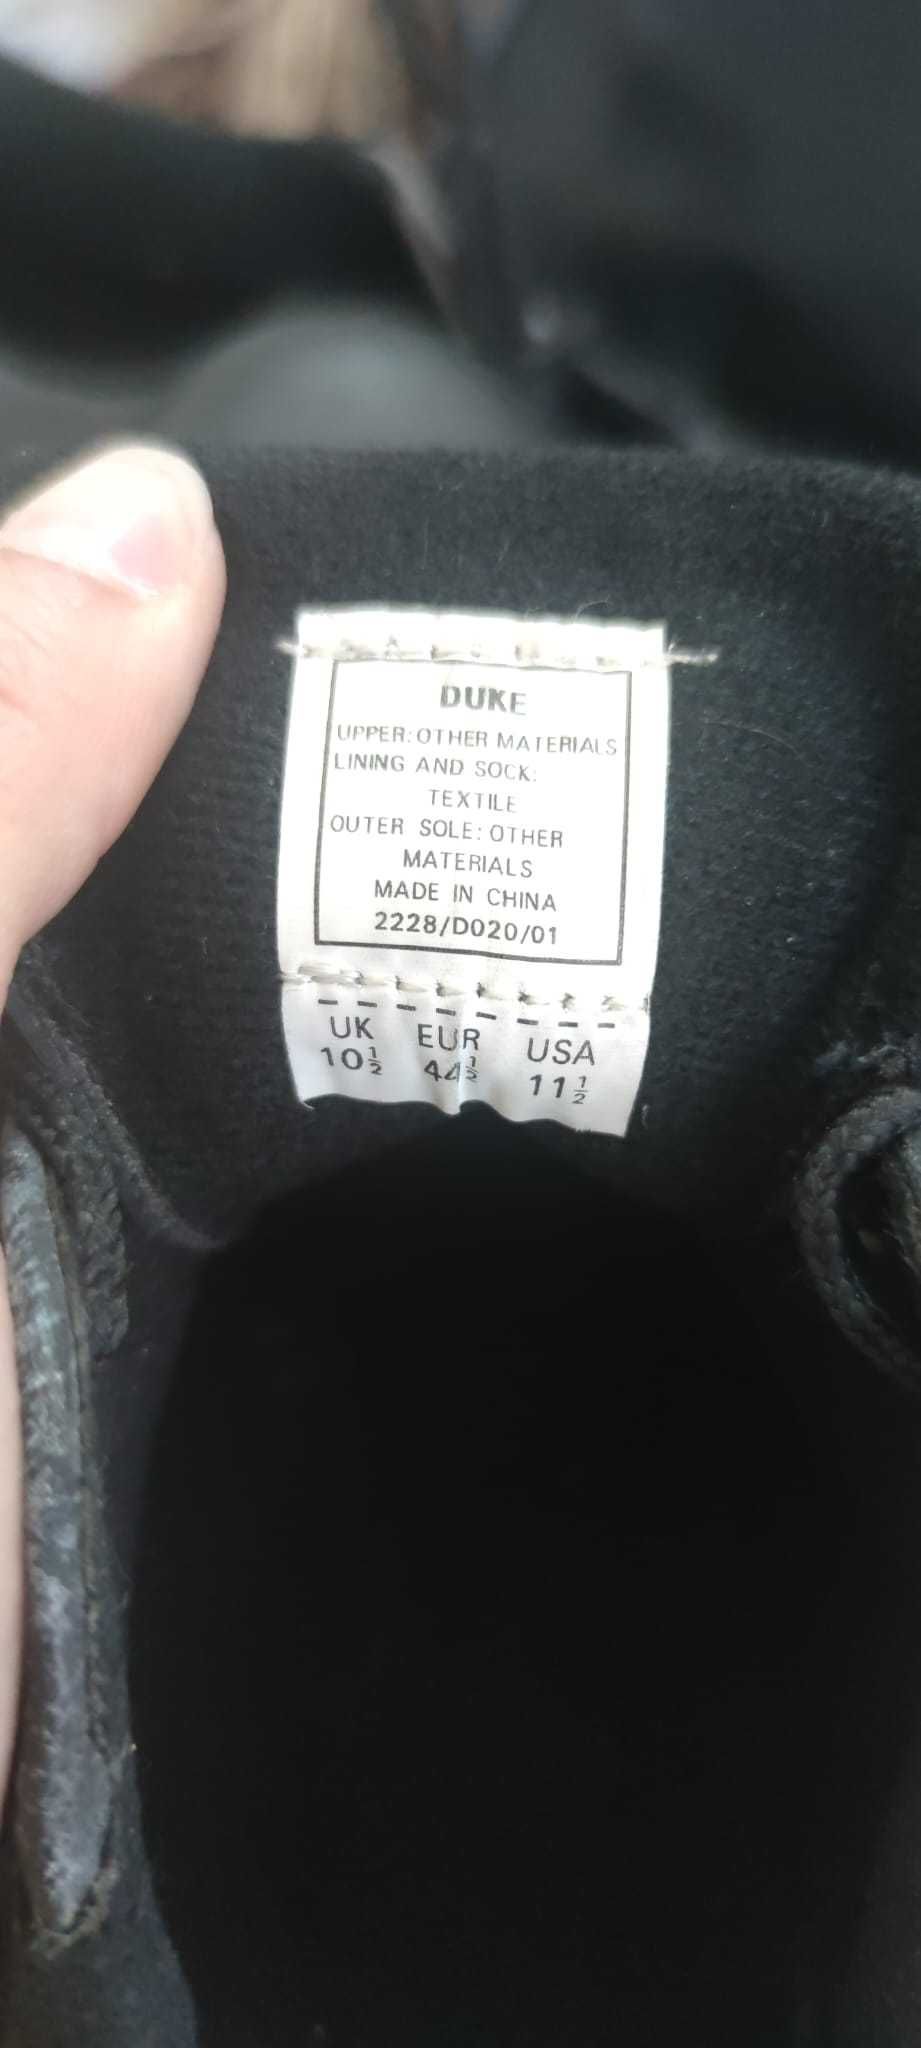 DUKE
UPPER: OTHER MATERIALS
LINING AND SOCK:
TEXTILE
OUTER SOLE: OTHER
MATERIALS
MADE IN CHINA
2228/D020/01
UK EUR USA
10½ 44½ 11½